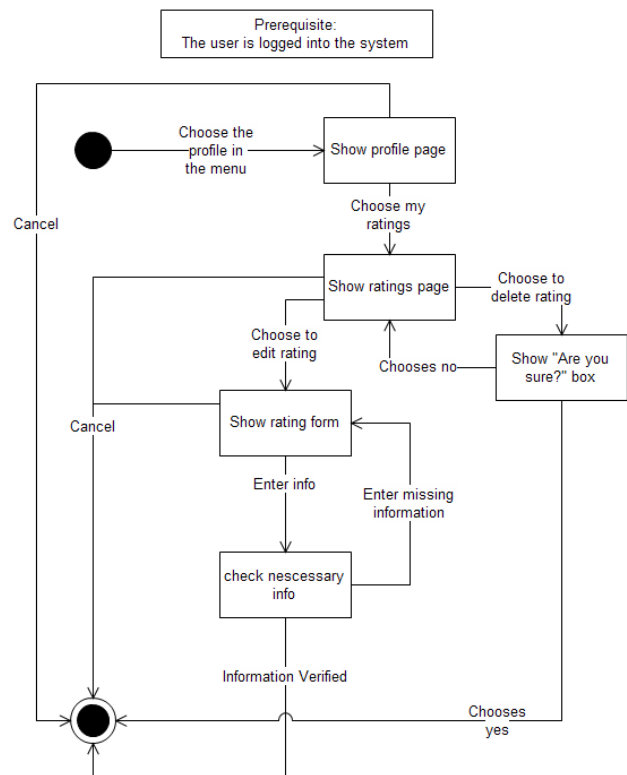 Prerequisite:
The user is logged into the system
Choose the
profile in
the menu
Show profile page
Cancel
Choose my
ratings
Show ratings page
Choose to
delete rating
Choose to
edit rating
Chooses no
Show "Are you
sure?" box
Cancel
Show rating form
Enter info
Enter missing
information
check nescessary
info
Information Verified
Chooses
yes